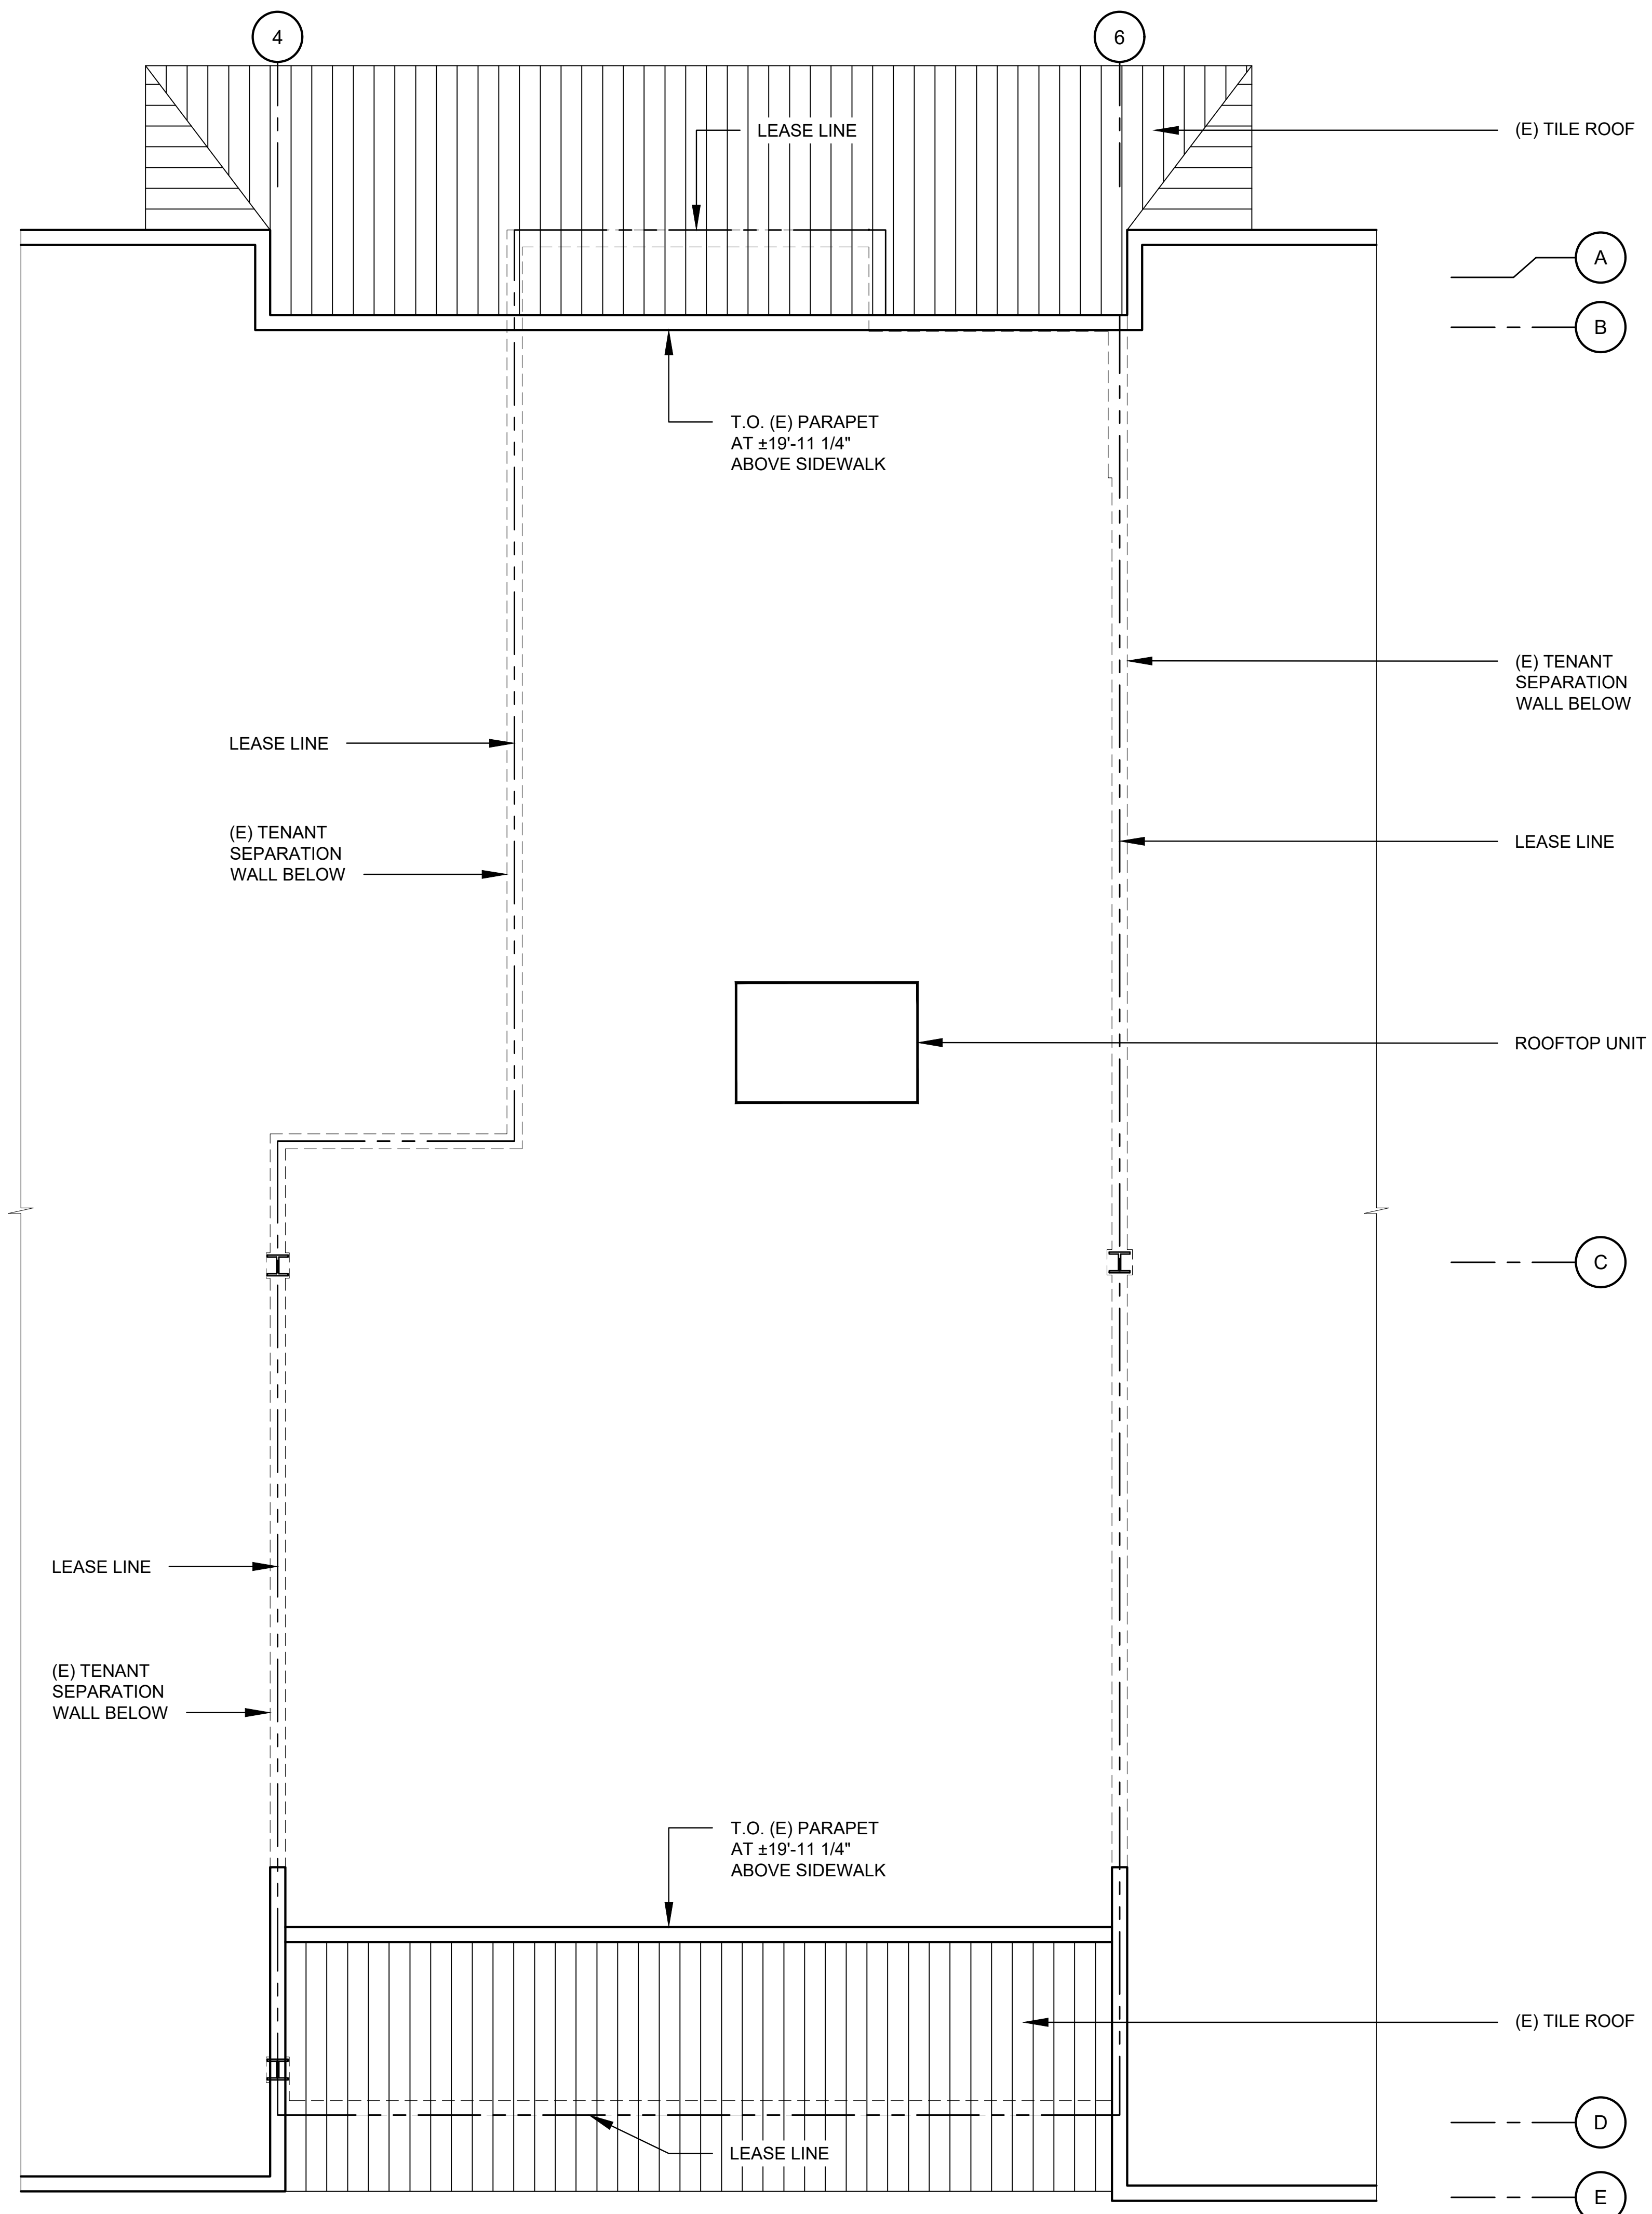 4
6
LEASE LINE
(E) TILE ROOF
A
B
T.O. (E) PARAPET
AT ±19'-11 1/4"
ABOVE SIDEWALK
(E) TENANT
SEPARATION
WALL BELOW
LEASE LINE
(E) TENANT
SEPARATION
WALL BELOW
LEASE LINE
ROOFTOP UNIT
C
LEASE LINE
(E) TENANT
SEPARATION
WALL BELOW
T.O. (E) PARAPET
AT ±19'-11 1/4"
ABOVE SIDEWALK
(E) TILE ROOF
D
LEASE LINE
E